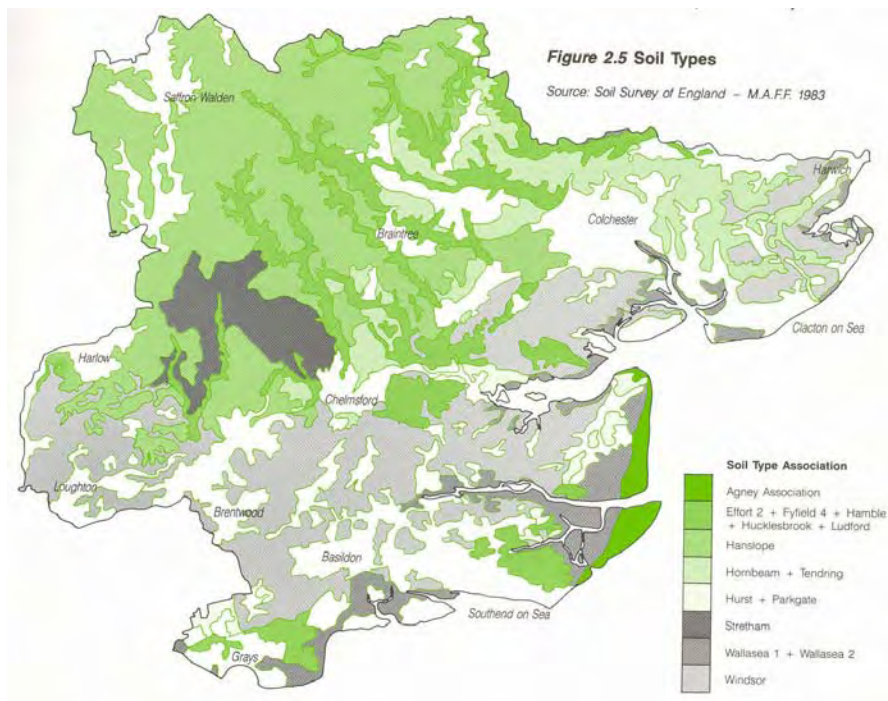 Figure 2.5 Soil Types
Source: Soil Survey of England – M.A.F.F. 1983
Saffron Walden
Harwich
Colchester
Braintree
Clacton on Sea
Harlow
Chelmsford
Loughton
Brentwood
Basildon
Southend on Sea
Grays
Soil Type Association
Agney Association
Efford 2 + Fyfield 4 + Hamble
+ Hucklesbrook + Ludford
Hanslope
Hornbeam + Tendring
Hurst + Parkgate
Stretham
Wallasea 1 + Wallasea 2
Windsor